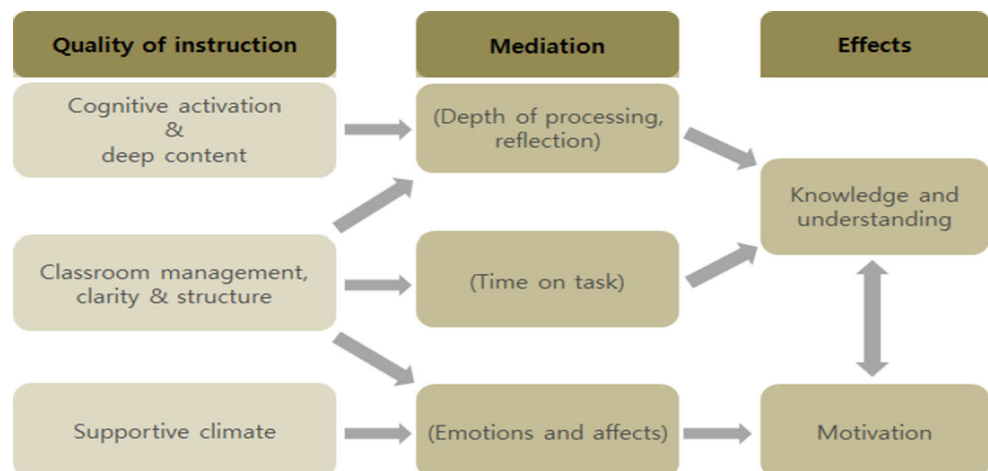 Quality of instruction
Mediation
Effects
Cognitive activation
&
deep content
(Depth of processing,
reflection)
Knowledge and
understanding
Classroom management,
clarity & structure
(Time on task)
Supportive climate
(Emotions and affects)
Motivation